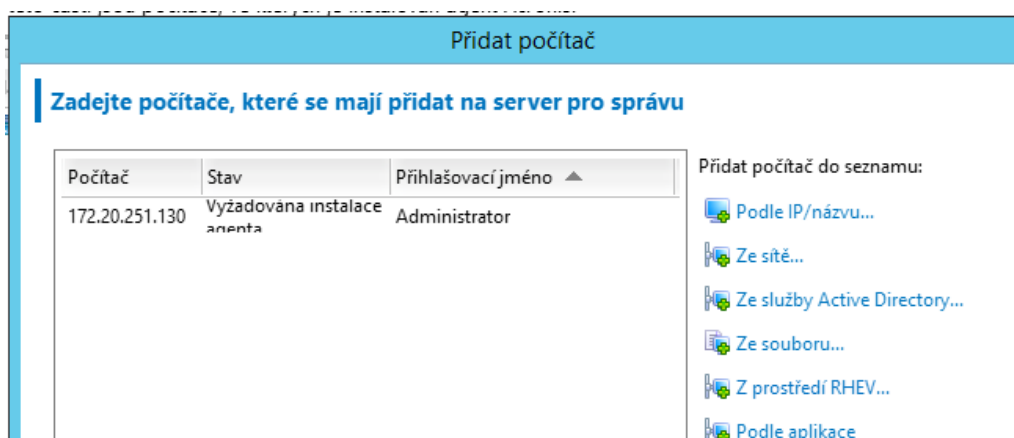 Přidat počítač
Zadejte počítače, které se mají přidat na server pro správu
Počítač Stav Přihlašovací jméno
172.20.251.130 Vyžadována instalace agenta Administrator
Přidat počítač do seznamu:
Podle IP/názvu...
Ze sítě...
Ze služby Active Directory...
Ze souboru...
Z prostředí RHEV...
Podle aplikace